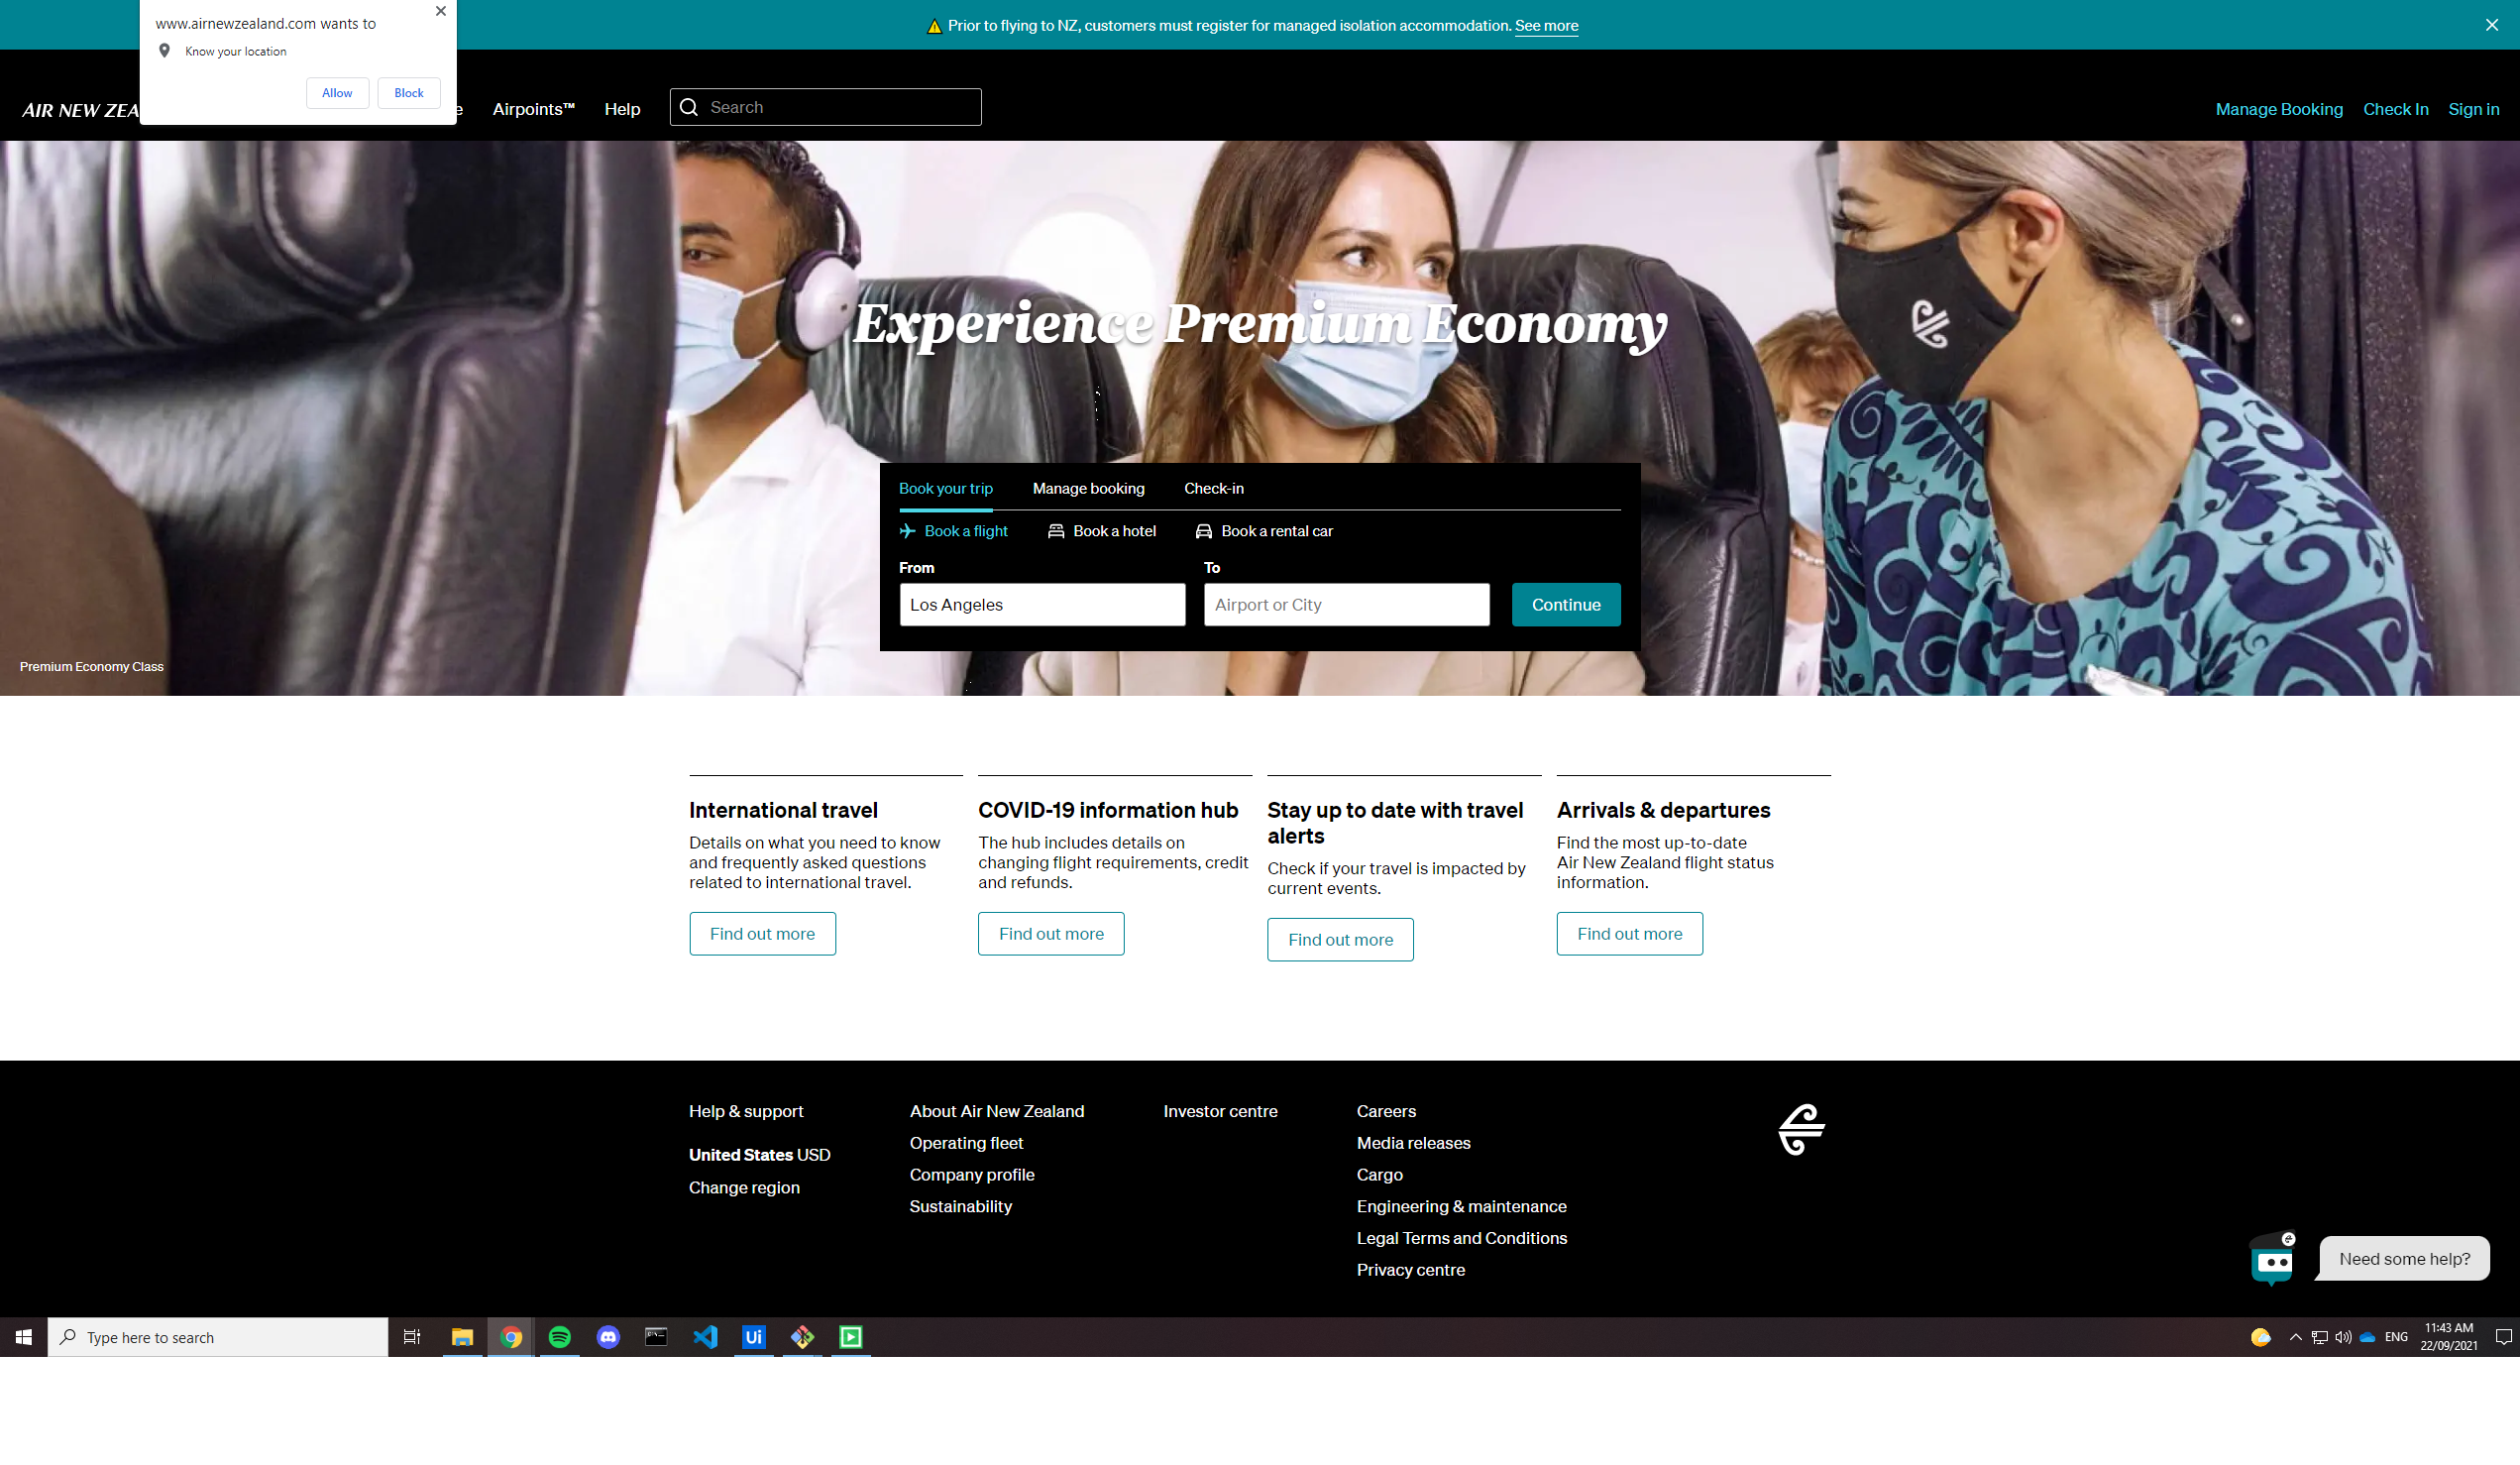 www.airnewzealand.com wants to
Know your location
Allow
Block
Prior to flying to NZ, customers must register for managed isolation accommodation. See more
AIR NEW ZEA
Airpoints™
Help
Search
Manage Booking
Check In
Sign in
Experience Premium Economy
Book your trip
Manage booking
Check-in
Book a flight
Book a hotel
Book a rental car
From
To
Los Angeles
Airport or City
Continue
Premium Economy Class
International travel
Details on what you need to know
and frequently asked questions
related to international travel.
Find out more
COVID-19 information hub
The hub includes details on
changing flight requirements, credit
and refunds.
Find out more
Stay up to date with travel
alerts
Check if your travel is impacted by
current events.
Find out more
Arrivals & departures
Find the most up-to-date
Air New Zealand flight status
information.
Find out more
Help & support
United States USD
Change region
About Air New Zealand
Operating fleet
Company profile
Sustainability
Investor centre
Careers
Media releases
Cargo
Engineering & maintenance
Legal Terms and Conditions
Privacy centre
Need some help?
Type here to search
Ui
ENG
11:43 AM
22/09/2021